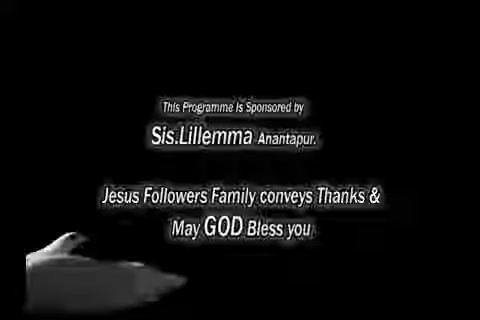 This Programme Is Sponsored by
Sis.Lillemma Anantapur.
Jesus Followers Family conveys Thanks &
May GOD Bless you